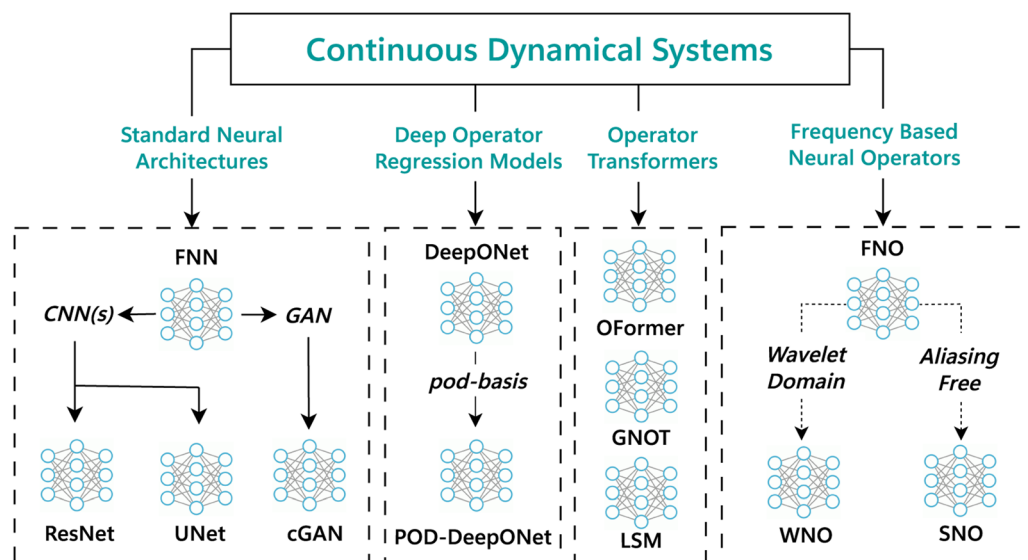 Continuous Dynamical Systems
Standard Neural
Architectures
Deep Operator
Regression Models
Operator
Transformers
Frequency Based
Neural Operators
FNN
CNN(s)
GAN
ResNet
UNet
cGAN
DeepONet
pod-basis
POD-DeepONet
OFormer
GNOT
LSM
FNO
Wavelet
Domain
Aliasing
Free
WNO
SNO